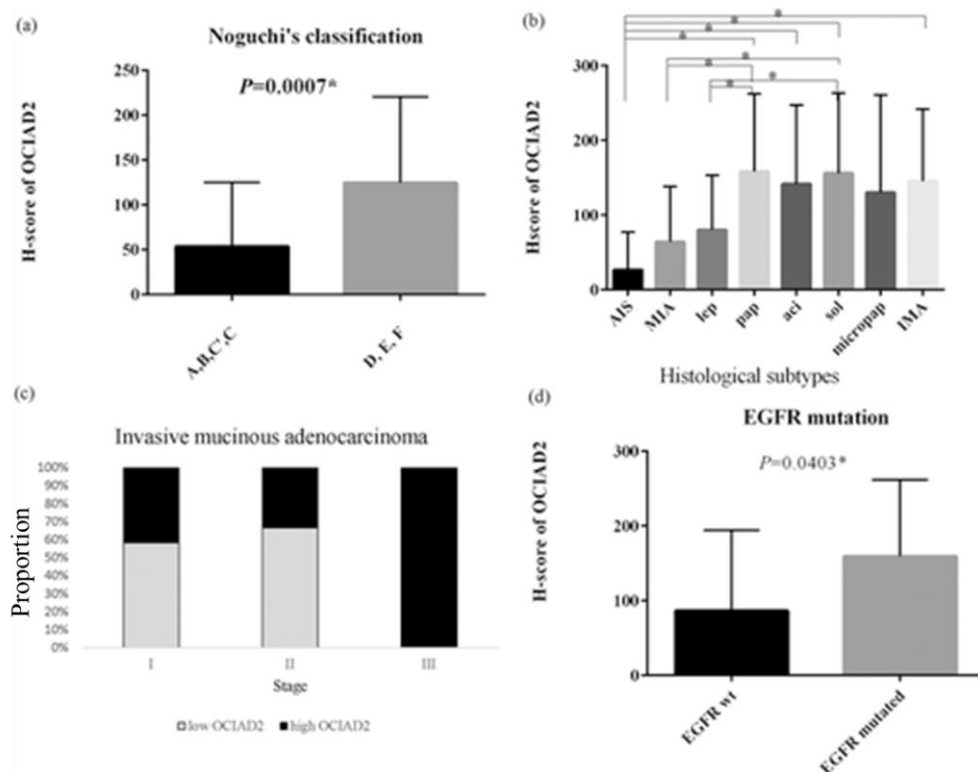 (a)
Noguchi's classification
P=0.0007*
H-score of OCIAD2
250
200
150
100
50
0
A,B,C',C
D, E, F
(b)
*
*
*
*
*
*
*
*
Hscore of OCIAD2
300
200
100
0
AIS
MIA
lep
pap
aci
sol
micropap
IMA
Histological subtypes
(c)
Invasive mucinous adenocarcinoma
Proportion
100%
90%
80%
70%
60%
50%
40%
30%
20%
10%
0%
I
II
III
Stage
low OCIAD2 high OCIAD2
(d)
EGFR mutation
P=0.0403*
H-score of OCIAD2
300
200
100
0
EGFR wt
EGFR mutated